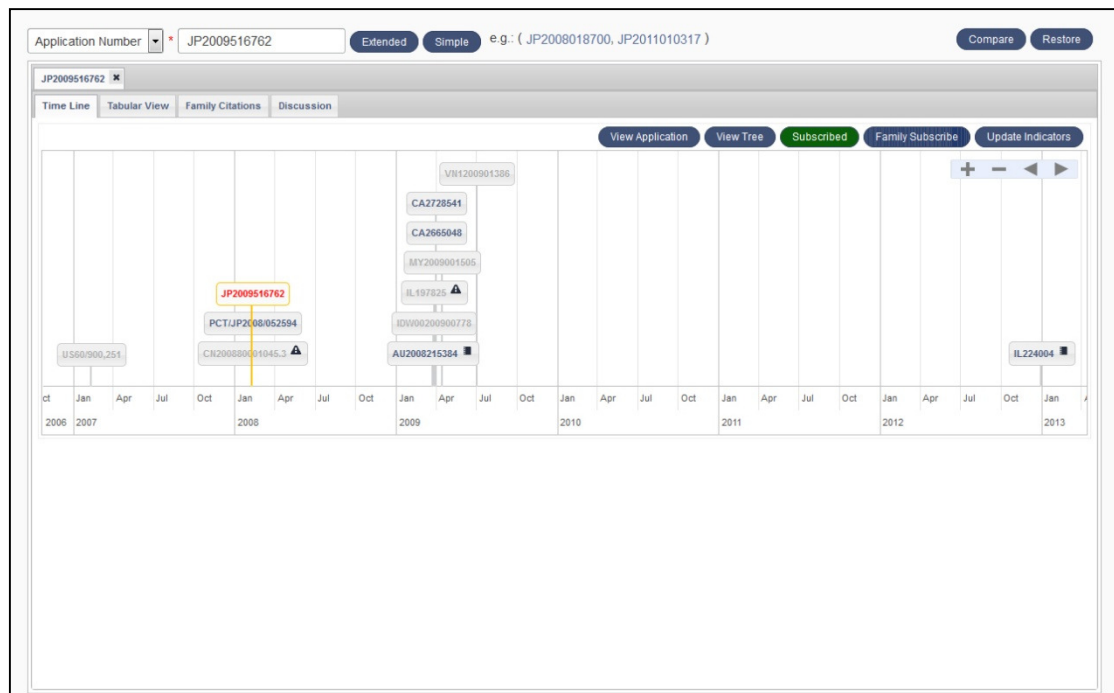 Application Number * JP2009516762 Extended Simple e.g.: ( JP2008018700, JP2011010317 ) Compare Restore
JP2009516762 ✖
Time Line Tabular View Family Citations Discussion
View Application View Tree Subscribed Family Subscribe Update Indicators
VN1200901386
CA2728541
CA2665048
MY2009001505
JP2009516762 IL197825
PCT/JP2008/052594 IDW00200900778
US60/900,251 CN200880001045.3 AU2008215384 IL224004
ct Jan Apr Jul Oct Jan Apr Jul Oct Jan Apr Jul Oct Jan Apr Jul Oct Jan Apr Jul Oct Jan Apr Jul Oct Jan A
2006 2007 2008 2009 2010 2011 2012 2013